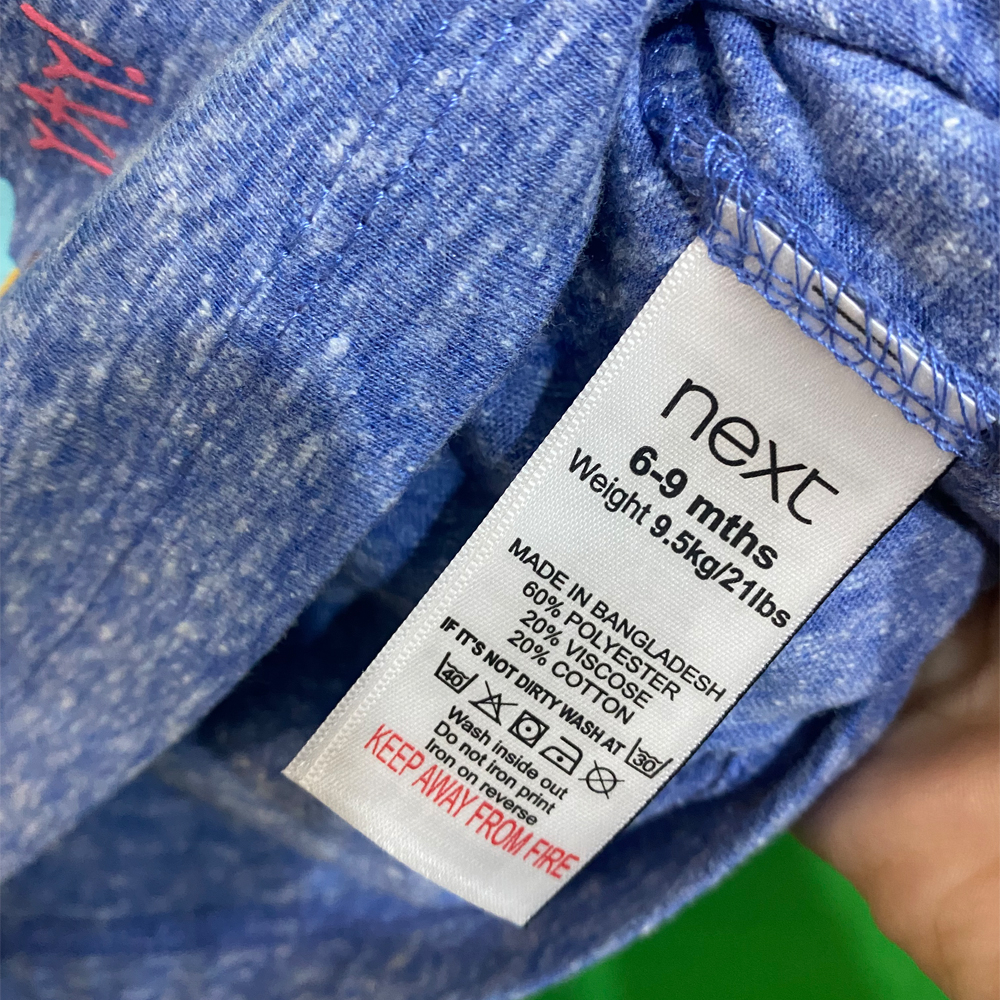 YAY!
next
6-9 mths
Weight 9.5kg/21lbs
MADE IN BANGLADESH
60% POLYESTER
20% VISCOSE
20% COTTON
IF IT'S NOT DIRTY WASH AT 30
40
Wash inside out
Do not iron print
Iron on reverse
KEEP AWAY FROM FIRE